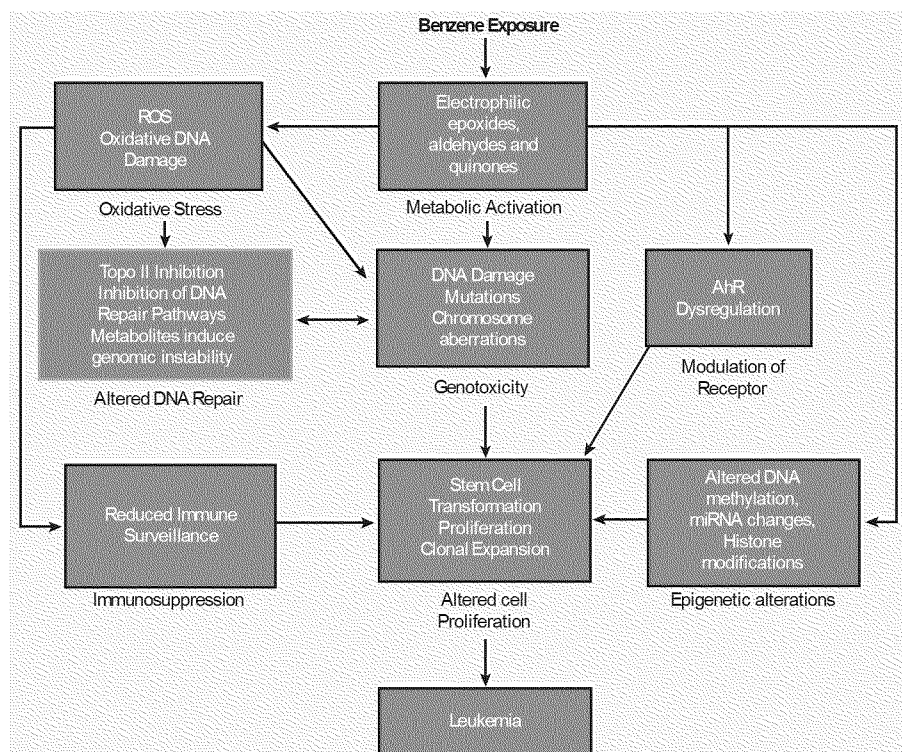 Benzene Exposure
ROS
Oxidative DNA
Damage
Oxidative Stress
Electrophilic
epoxides,
aldehydes and
quinones
Metabolic Activation
Topo II Inhibition
Inhibition of DNA
Repair Pathways
Metabolites induce
genomic instability
Altered DNA Repair
DNA Damage
Mutations
Chromosome
aberrations
Genotoxicity
AhR
Dysregulation
Modulation of
Receptor
Reduced Immune
Surveillance
Immunosuppression
Stem Cell
Transformation
Proliferation
Clonal Expansion
Altered cell
Proliferation
Altered DNA
methylation,
miRNA changes,
Histone
modifications
Epigenetic alterations
Leukemia